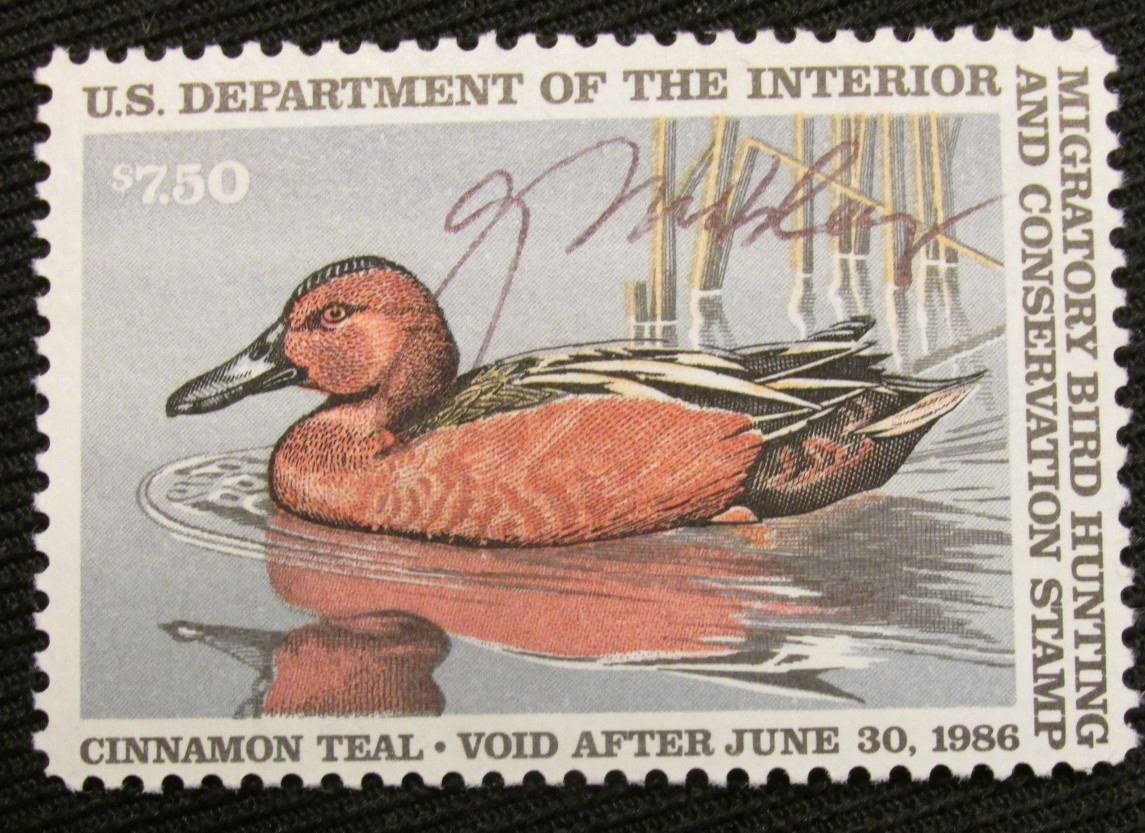 U.S. DEPARTMENT OF THE INTERIOR
MIGRATORY BIRD HUNTING
AND CONSERVATION STAMP
$7.50
CINNAMON TEAL • VOID AFTER JUNE 30, 1986